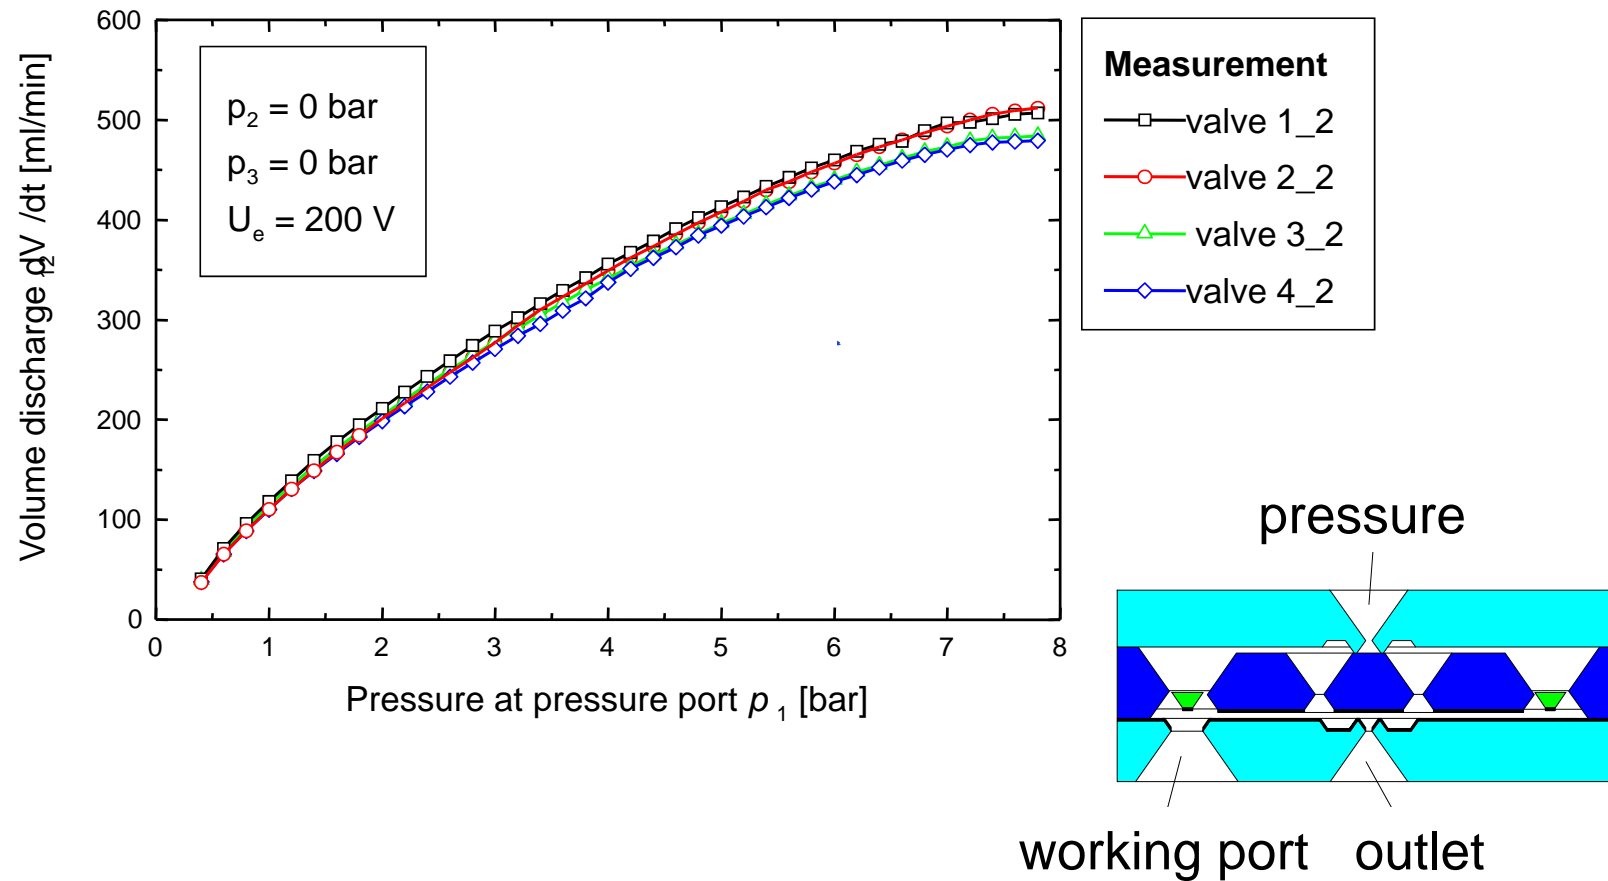 600
500
400
300
200
100
0
0 1 2 3 4 5 6 7 8
Volume discharge dV12/dt [ml/min]
Pressure at pressure port p1 [bar]
p2 = 0 bar
p3 = 0 bar
Ue = 200 V
Measurement
valve 1_2
valve 2_2
valve 3_2
valve 4_2
pressure
working port outlet